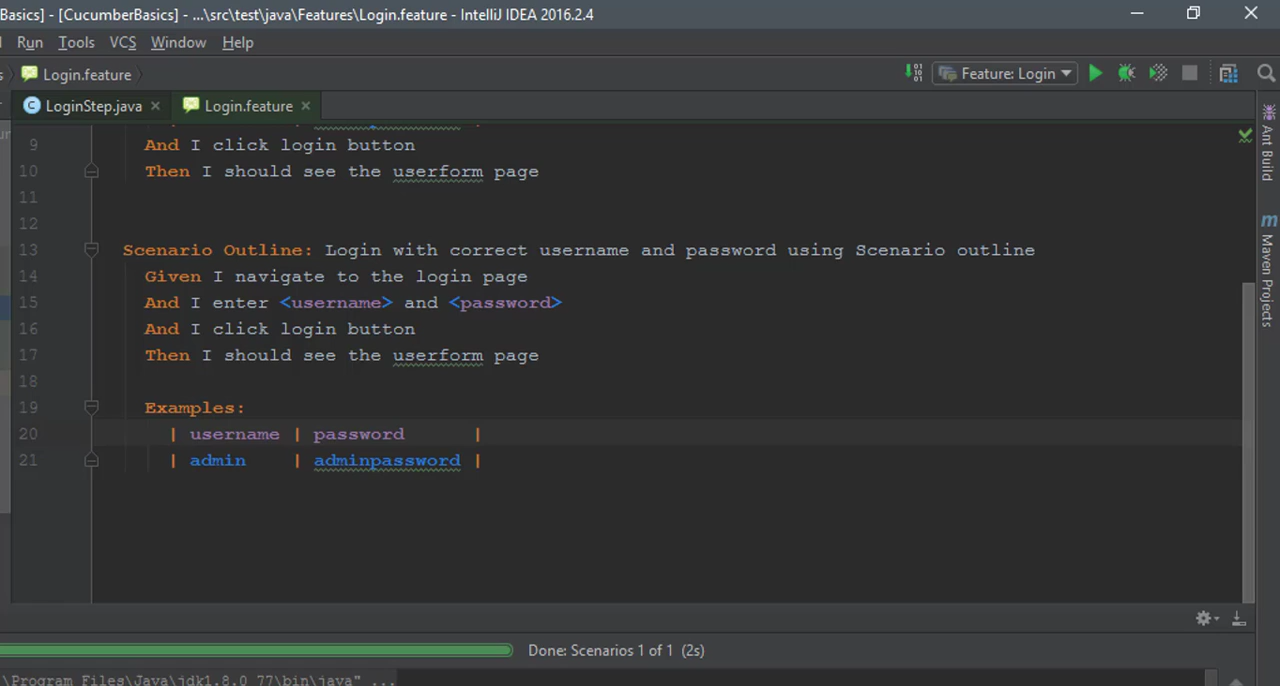 Basics] - [CucumberBasics] - ...\src\test\java\Features\Login.feature - IntelliJ IDEA 2016.2.4
Run Tools VCS Window Help
Login.feature
Feature: Login
LoginStep.java
Login.feature
9 And I click login button
10 Then I should see the userform page
11
12
13 Scenario Outline: Login with correct username and password using Scenario outline
14 Given I navigate to the login page
15 And I enter <username> and <password>
16 And I click login button
17 Then I should see the userform page
18
19 Examples:
20 | username | password |
21 | admin | adminpassword |
Ant Build
Maven Projects
Done: Scenarios 1 of 1 (2s)
\Program Files\Java\jdk1.8.0_77\bin\java" ...